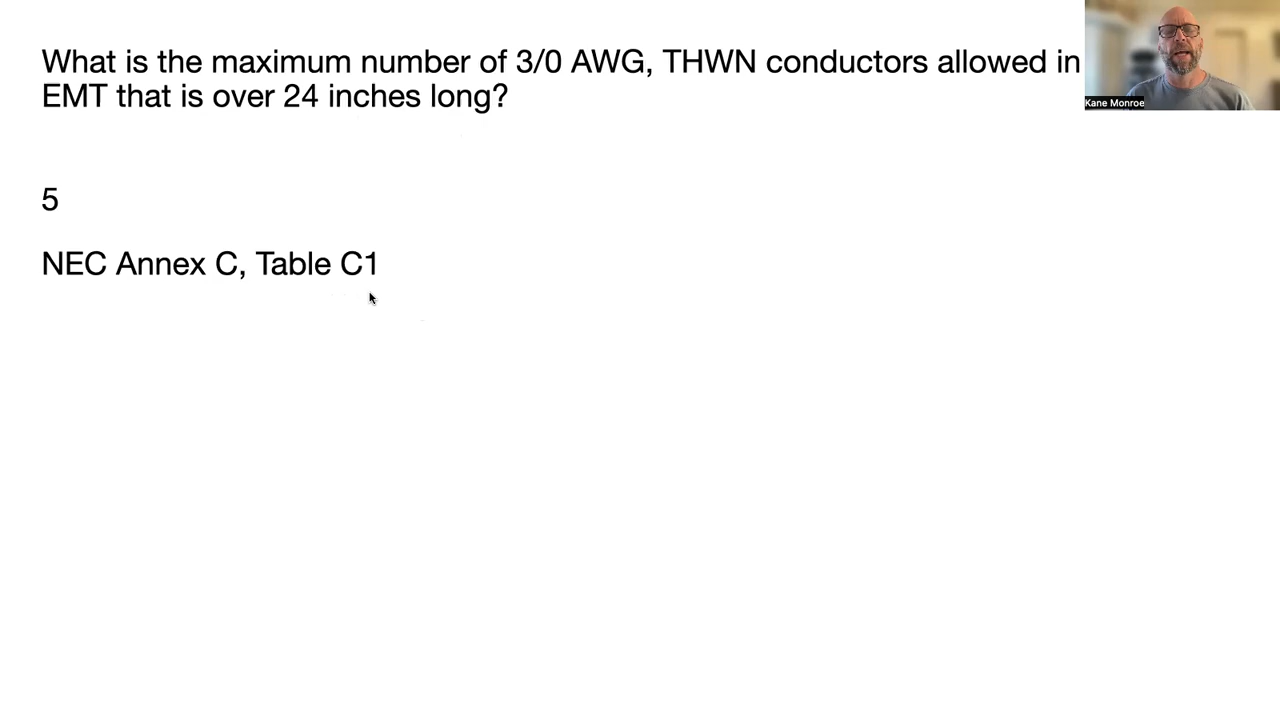 What is the maximum number of 3/0 AWG, THWN conductors allowed in
EMT that is over 24 inches long?
Kane Monroe
5
NEC Annex C, Table C1